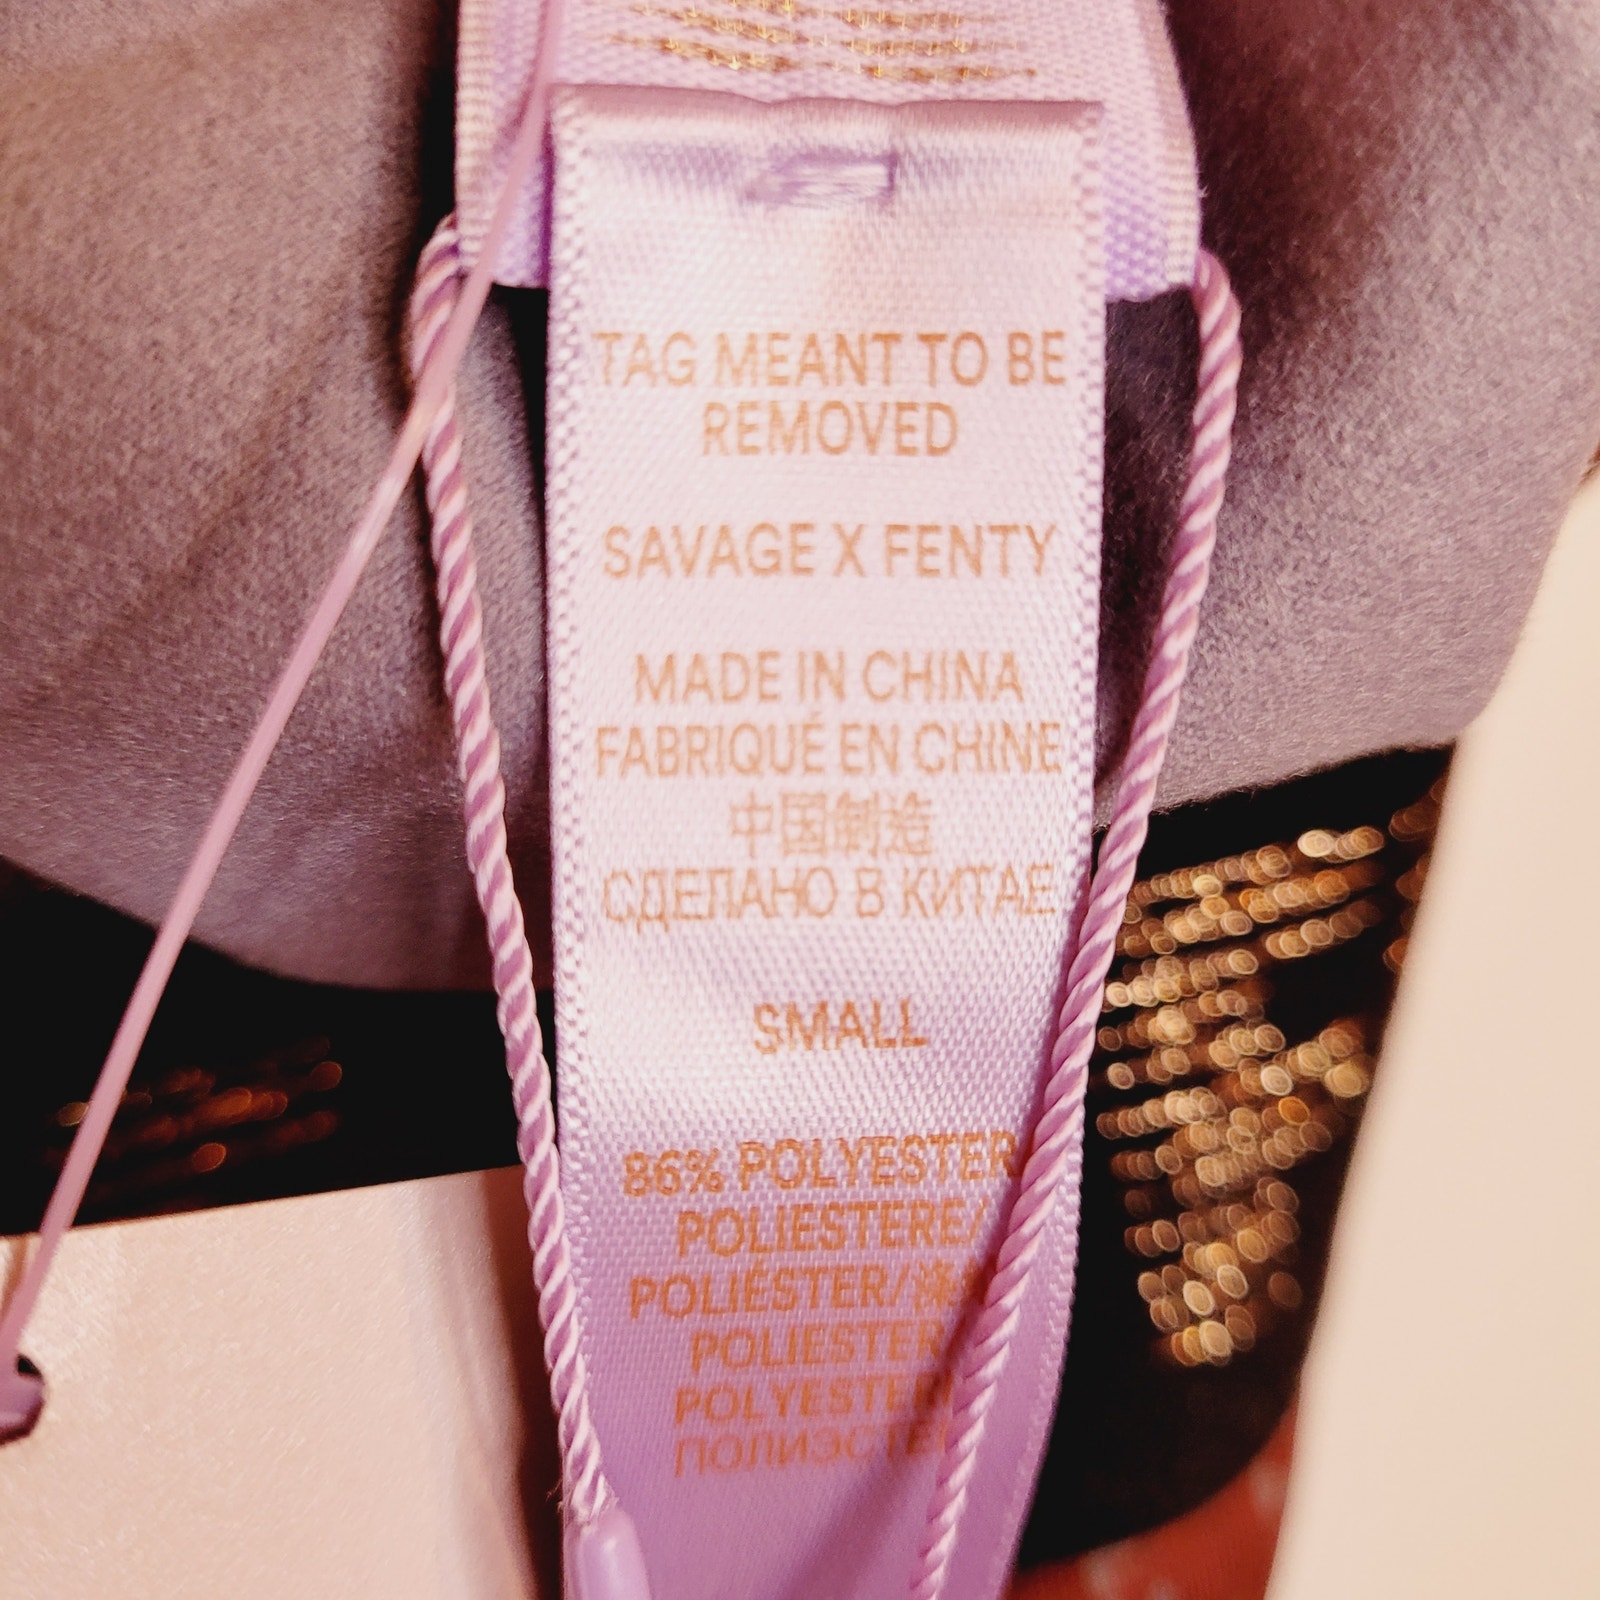 TAG MEANT TO BE
REMOVED
SAVAGE X FENTY
MADE IN CHINA
FABRIQUÉ EN CHINE
中国制造
СДЕЛАНО В КИТАЕ
SMALL
86% POLYESTER
POLIESTERE/
POLIÉSTER/涤
POLIESTER